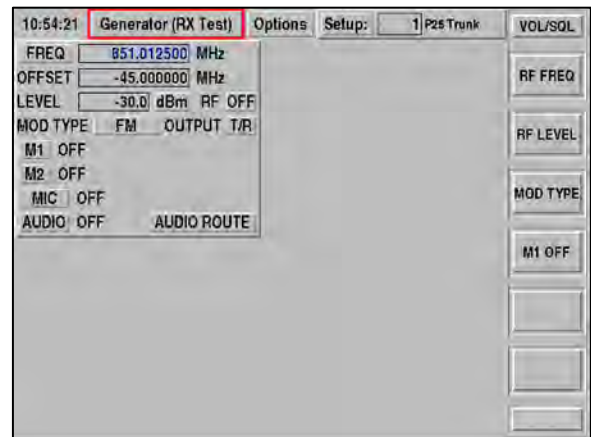 10:54:21 Generator (RX Test) Options Setup: 1 P25 Trunk VOL/SQL
FREQ 851.012500 MHz
OFFSET -45.000000 MHz
LEVEL -30.0 dBm RF OFF
MOD TYPE FM OUTPUT T/R
M1 OFF
M2 OFF
MIC OFF
AUDIO OFF AUDIO ROUTE
RF FREQ
RF LEVEL
MOD TYPE
M1 OFF